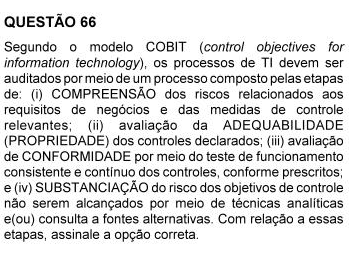 QUESTÃO 66
Segundo o modelo COBIT (control objectives for
information technology), os processos de TI devem ser
auditados por meio de um processo composto pelas etapas
de: (i) COMPREENSÃO dos riscos relacionados aos
requisitos de negócios e das medidas de controle
relevantes; (ii) avaliação da ADEQUABILIDADE
(PROPRIEDADE) dos controles declarados; (iii) avaliação
de CONFORMIDADE por meio do teste de funcionamento
consistente e contínuo dos controles, conforme prescritos;
e (iv) SUBSTANCIAÇÃO do risco dos objetivos de controle
não serem alcançados por meio de técnicas analíticas
e(ou) consulta a fontes alternativas. Com relação a essas
etapas, assinale a opção correta.